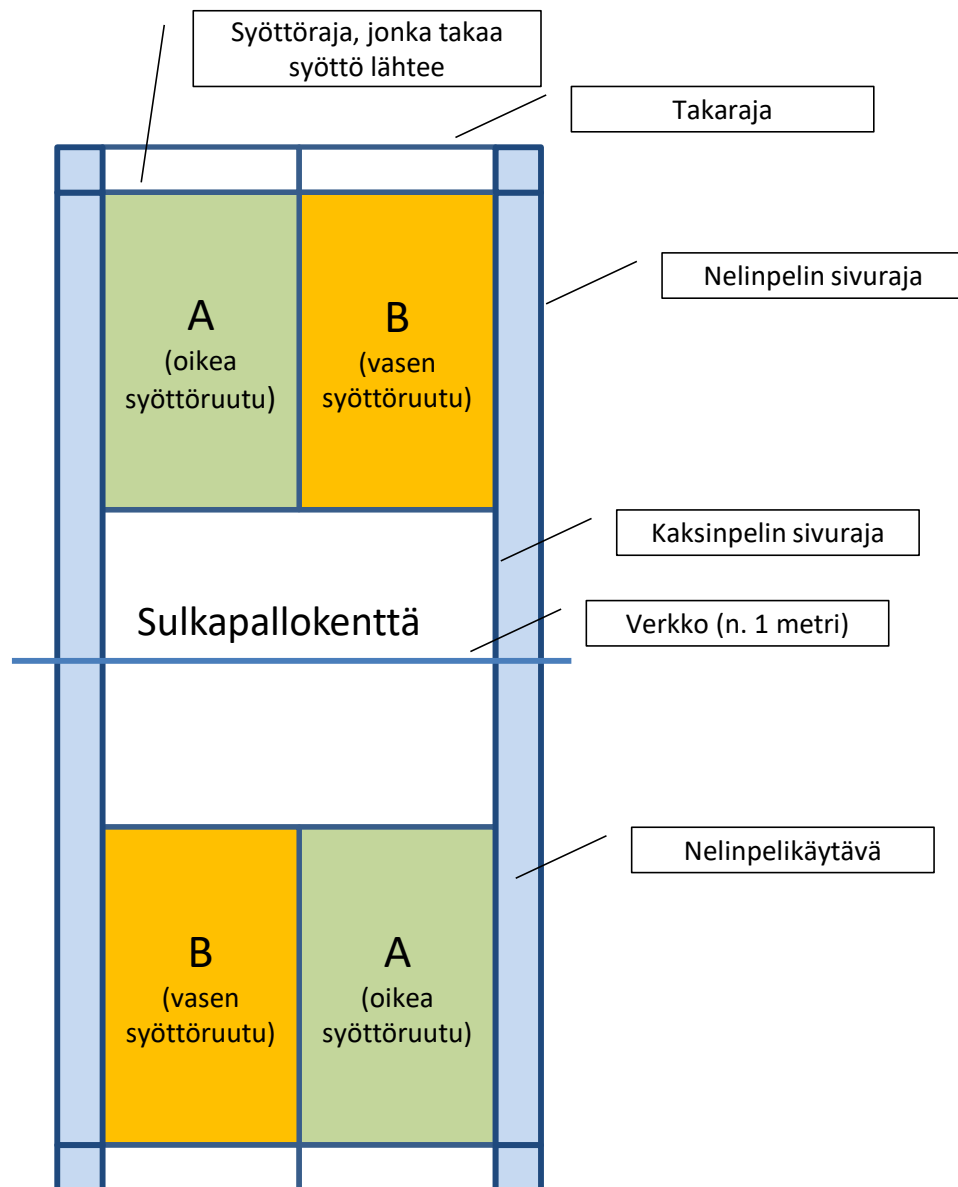 Syöttöraja, jonka takaa
syöttö lähtee
Takaraja
Nelinpelin sivuraja
A
(oikea
syöttöruutu)
B
(vasen
syöttöruutu)
Kaksinpelin sivuraja
Sulkapallokenttä
Verkko (n. 1 metri)
Nelinpelikäytävä
B
(vasen
syöttöruutu)
A
(oikea
syöttöruutu)